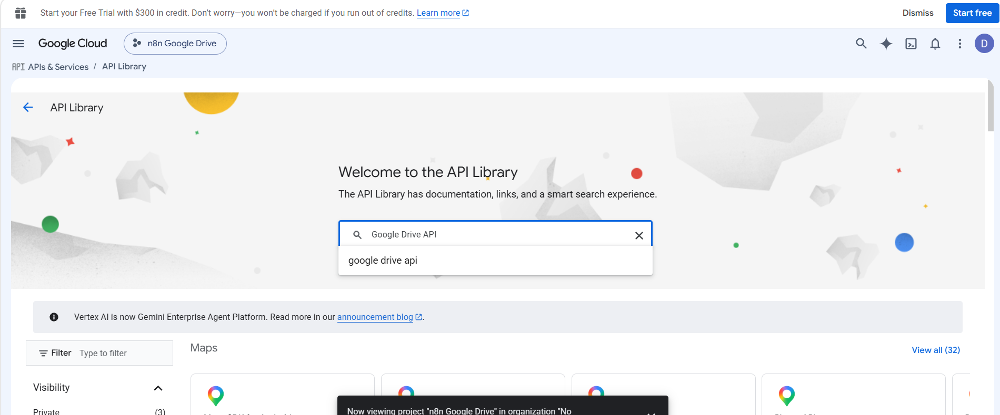 Start your Free Trial with $300 in credit. Don’t worry—you won’t be charged if you run out of credits. Learn more
Dismiss
Start free
Google Cloud
n8n Google Drive
D
API APIs & Services / API Library
API Library
Welcome to the API Library
The API Library has documentation, links, and a smart search experience.
Google Drive API
google drive api
Vertex AI is now Gemini Enterprise Agent Platform. Read more in our announcement blog.
Filter Type to filter
Maps
View all (32)
Visibility
Private (3)
Now viewing project "n8n Google Drive" in organization "No